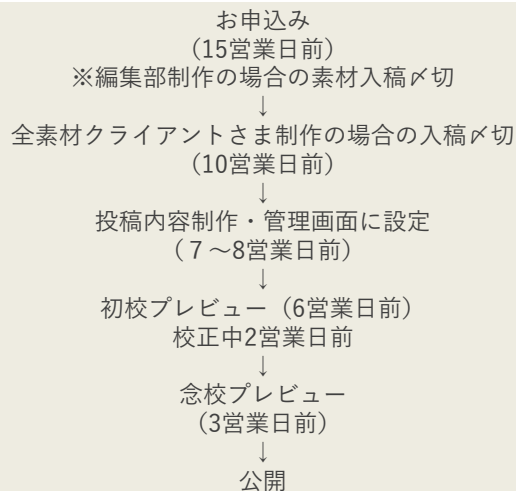 お申込み
(15営業日前)
※編集部制作の場合の素材入稿〆切
↓
全素材クライアントさま制作の場合の入稿〆切
(10営業日前)
↓
投稿内容制作・管理画面に設定
(７～8営業日前)
↓
初校プレビュー（6営業日前)
校正中2営業日前
↓
念校プレビュー
(3営業日前)
↓
公開